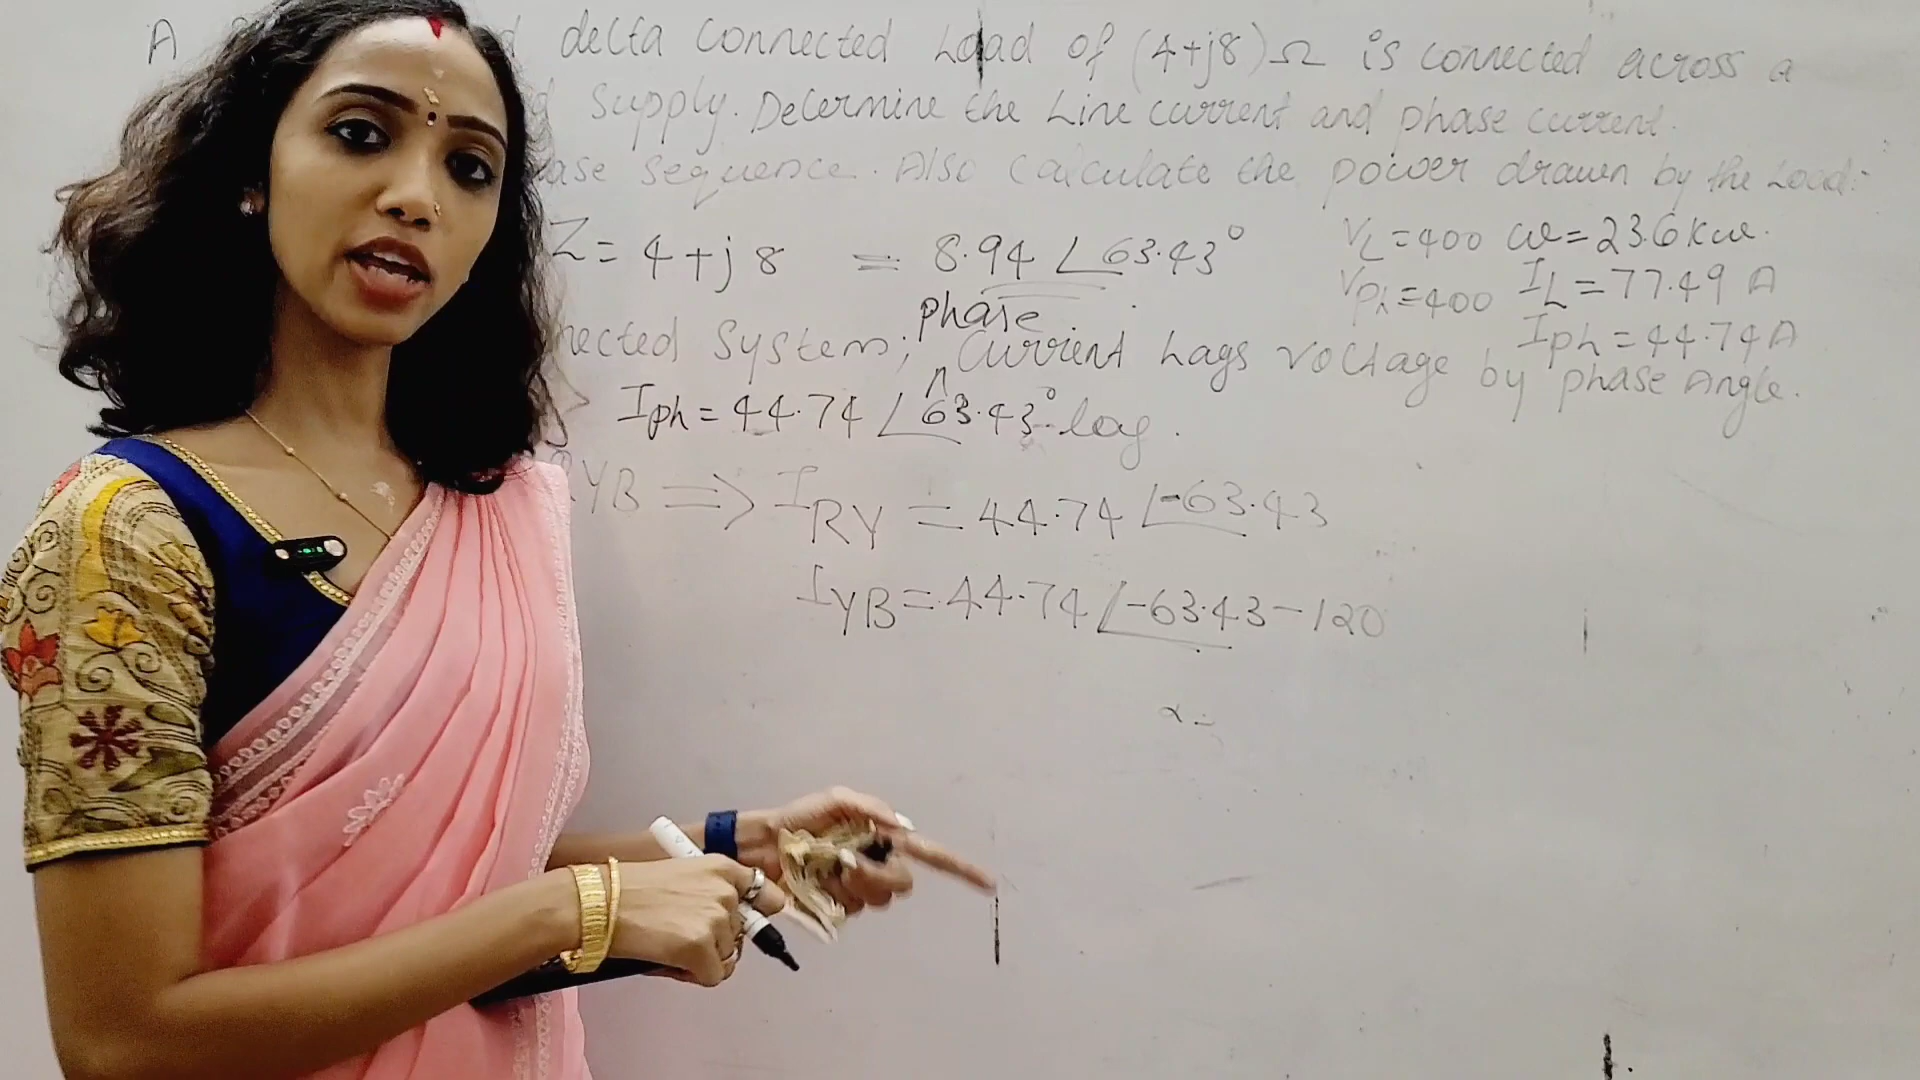 A delta connected Load of (4+j8)Ω is connected across a
supply. Determine the Line current and phase current.
sequence. Also calculate the power drawn by the Load:-
Z = 4+j8 = 8.94∠63.43°
VL=400 W=23.6kw.
Vph=400 IL=77.49 A
Iph=44.74A
phase
System; ^ current Lags voltage by phase Angle.
> Iph = 44.74∠63.43° lag.
RYB ⇒ IRY = 44.74∠-63.43
IYB = 44.74∠-63.43-120